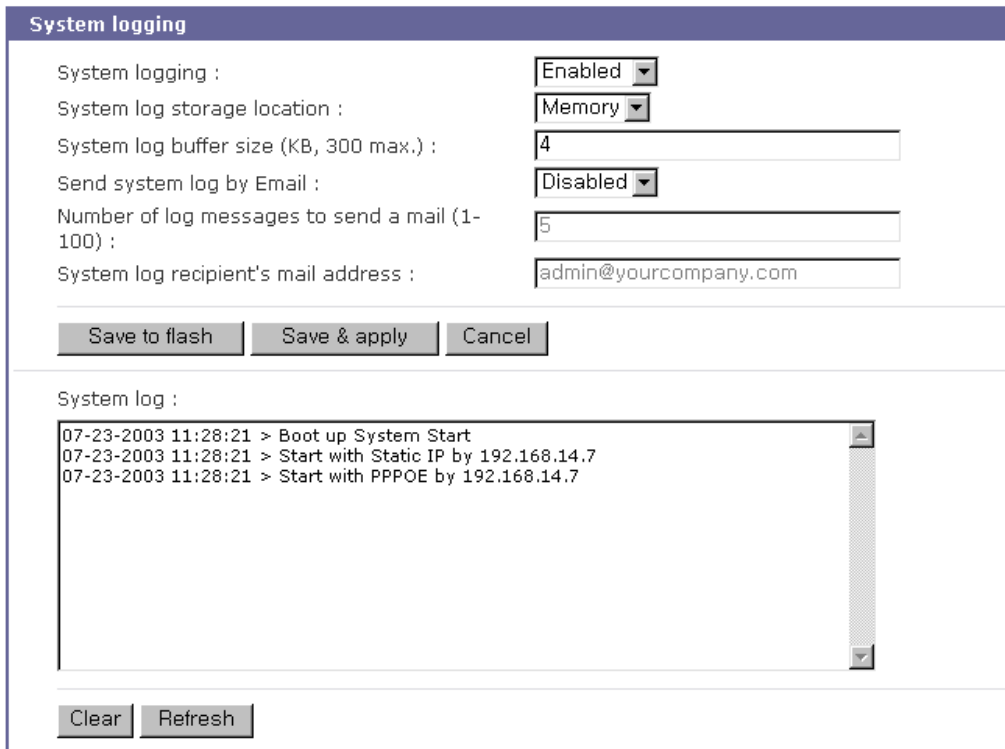 System logging
System logging : Enabled
System log storage location : Memory
System log buffer size (KB, 300 max.) : 4
Send system log by Email : Disabled
Number of log messages to send a mail (1-
100) : 5
System log recipient's mail address : admin@yourcompany.com
Save to flash Save & apply Cancel
System log :
07-23-2003 11:28:21 > Boot up System Start
07-23-2003 11:28:21 > Start with Static IP by 192.168.14.7
07-23-2003 11:28:21 > Start with PPPOE by 192.168.14.7
Clear Refresh